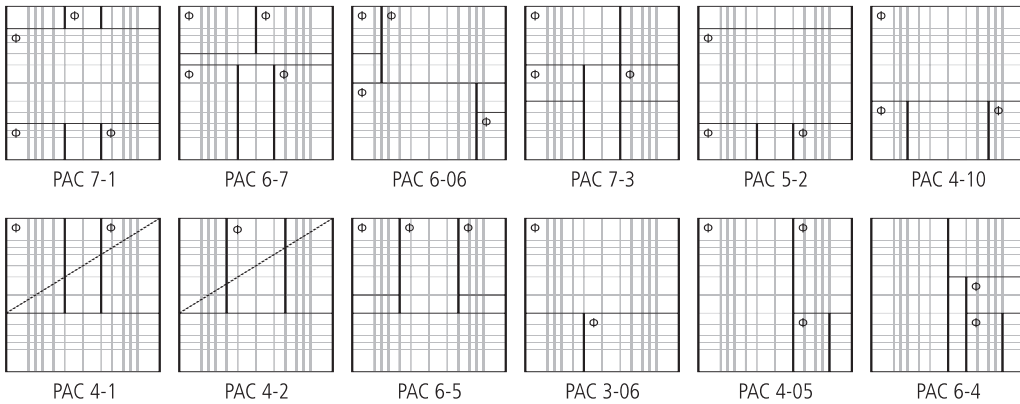 Φ
Φ
Φ Φ
PAC 7-1
Φ Φ
Φ Φ
PAC 6-7
Φ Φ
Φ
Φ
PAC 6-06
Φ
Φ Φ
PAC 7-3
Φ
Φ
Φ Φ
PAC 5-2
Φ
Φ Φ
PAC 4-10
Φ Φ
PAC 4-1
Φ
PAC 4-2
Φ Φ Φ
PAC 6-5
Φ
Φ
PAC 3-06
Φ Φ
Φ
PAC 4-05
Φ
Φ
PAC 6-4